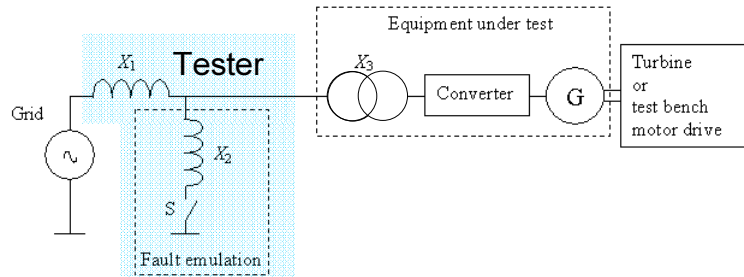 Equipment under test
X1
Tester
X3
Turbine
or
test bench
motor drive
Converter
G
Grid
X2
S
Fault emulation